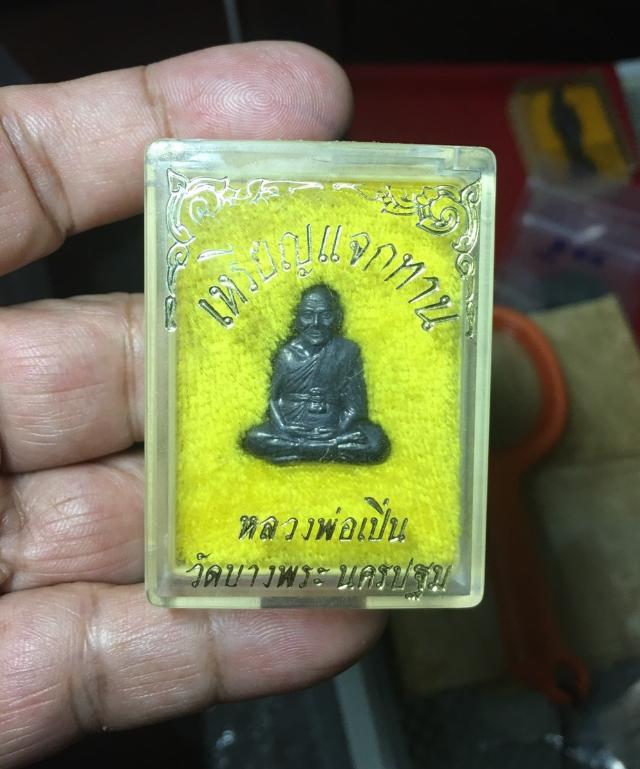 เหรียญแจกทาน
หลวงพ่อเปิ่น
วัดบางพระ นครปฐม